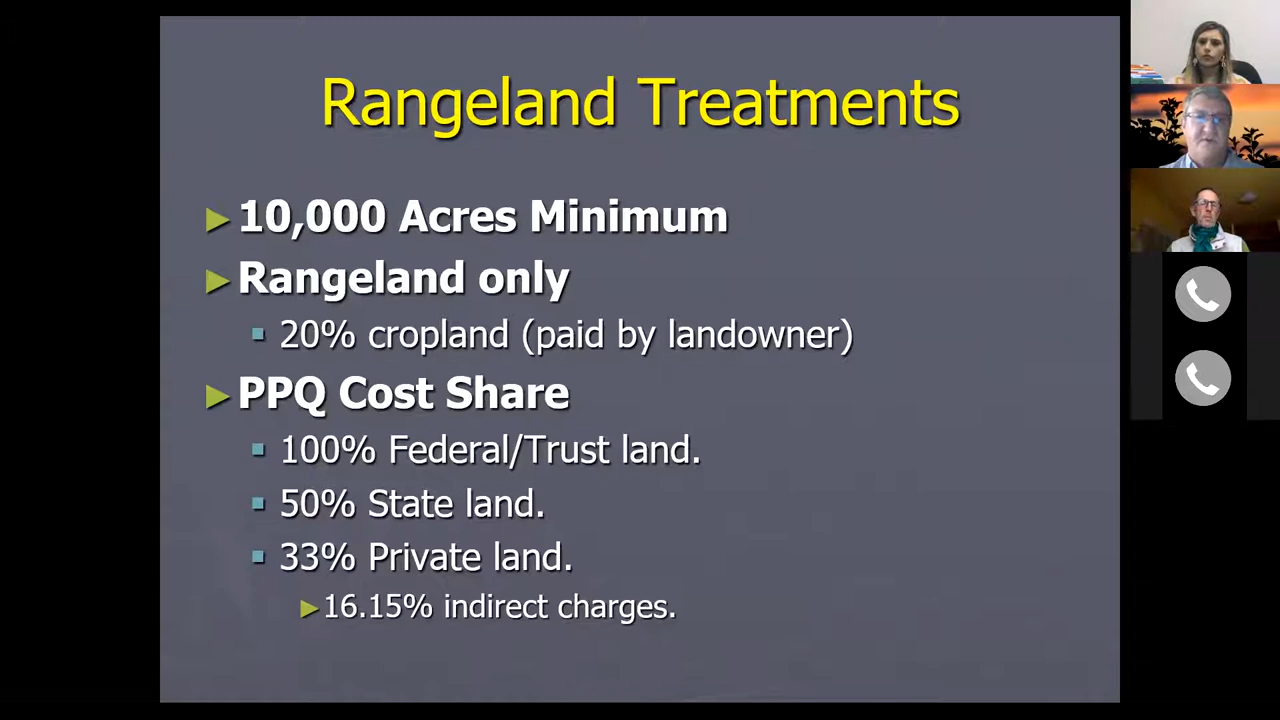 Rangeland Treatments
10,000 Acres Minimum
Rangeland only
20% cropland (paid by landowner)
PPQ Cost Share
100% Federal/Trust land.
50% State land.
33% Private land.
16.15% indirect charges.